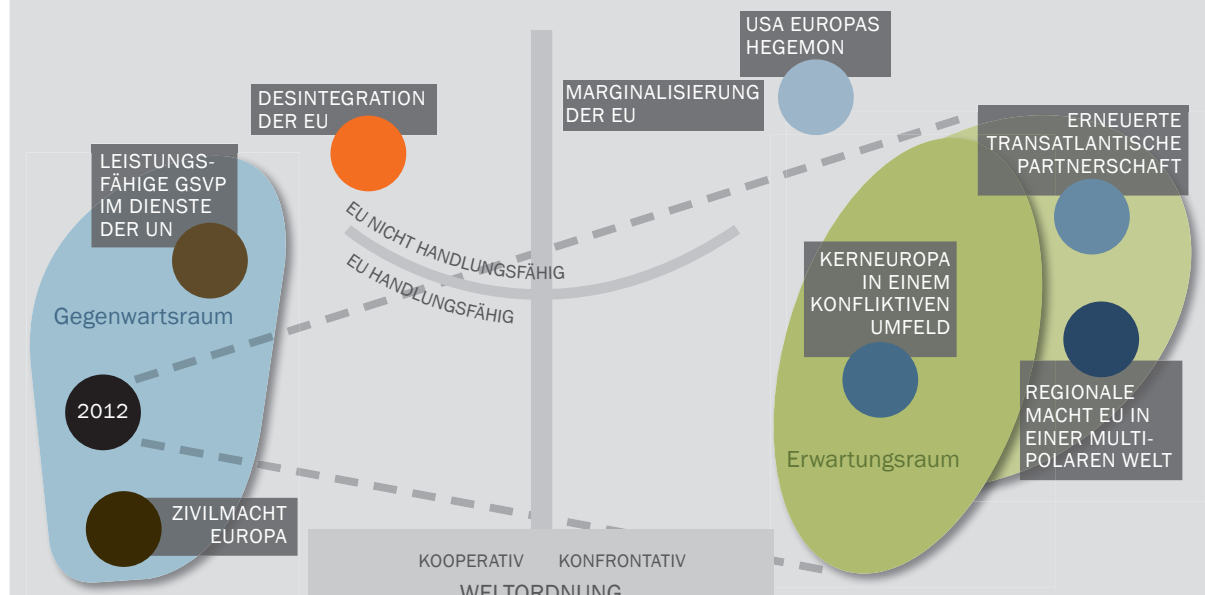 USA EUROPAS
HEGEMON
DESINTEGRATION
DER EU
MARGINALISIERUNG
DER EU
ERNEUERTE
TRANSATLANTISCHE
PARTNERSCHAFT
LEISTUNGS-
FÄHIGE GSVP
IM DIENSTE
DER UN
EU NICHT HANDLUNGSFÄHIG
EU HANDLUNGSFÄHIG
KERNEUROPA
IN EINEM
KONFLIKTIVEN
UMFELD
Gegenwartsraum
2012
REGIONALE
MACHT EU IN
EINER MULTI-
POLAREN WELT
Erwartungsraum
ZIVILMACHT
EUROPA
KOOPERATIV KONFRONTATIV
WELTORDNUNG